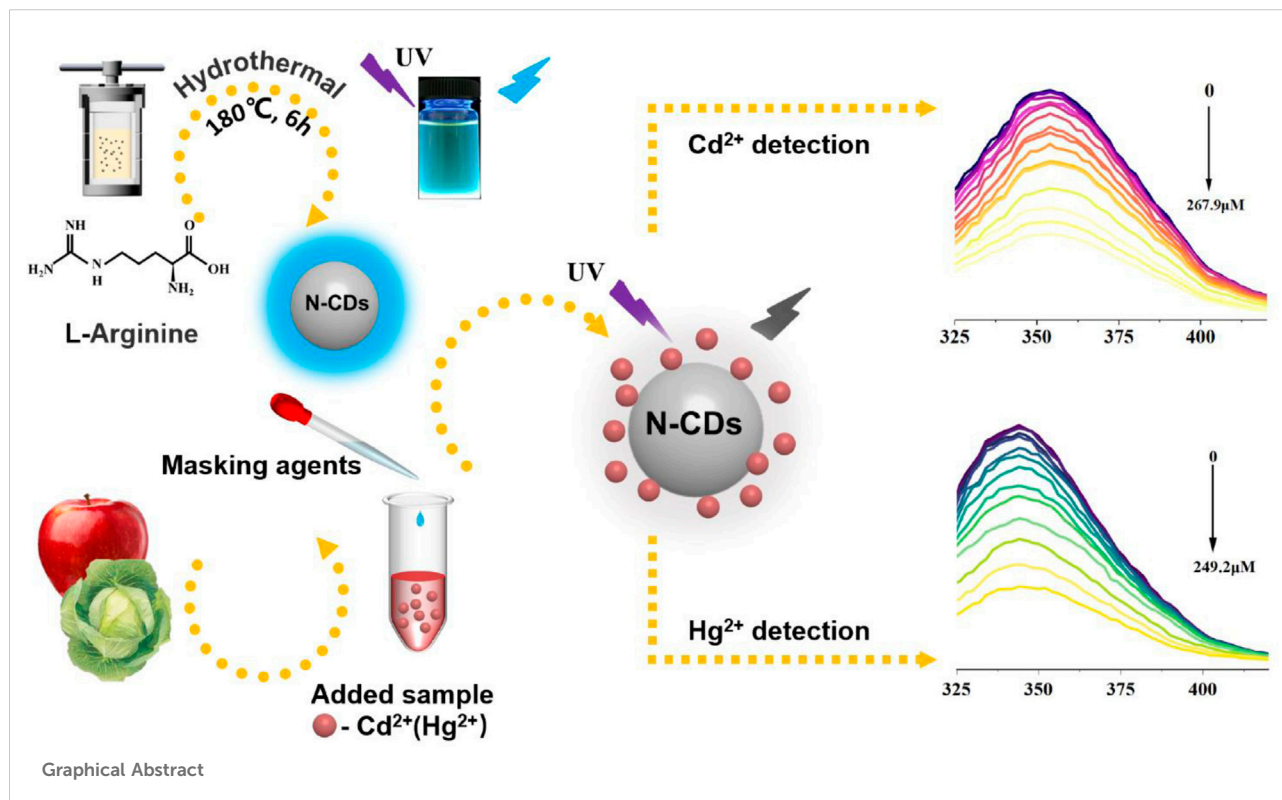 Hydrothermal
180℃, 6h
UV
NH
H₂N
N
H
O
OH
NH₂
L-Arginine
N-CDs
Masking agents
Added sample
- Cd²⁺(Hg²⁺)
UV
N-CDs
Cd²⁺ detection
0
267.9μM
325 350 375 400
Hg²⁺ detection
0
249.2μM
325 350 375 400
Graphical Abstract